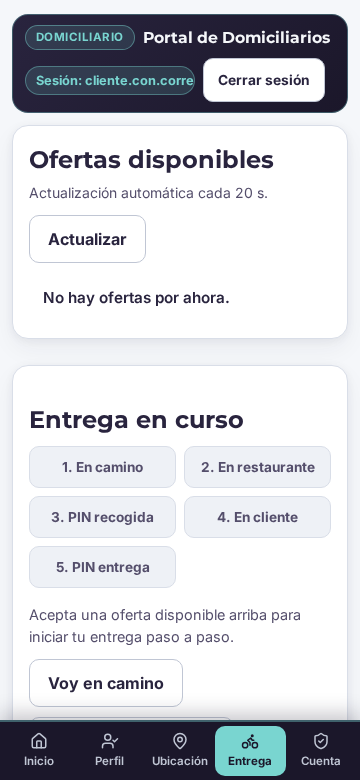 DOMICILIARIO Portal de Domiciliarios
Sesión: cliente.con.corre Cerrar sesión
Ofertas disponibles
Actualización automática cada 20 s.
Actualizar
No hay ofertas por ahora.
Entrega en curso
1. En camino 2. En restaurante
3. PIN recogida 4. En cliente
5. PIN entrega
Acepta una oferta disponible arriba para
iniciar tu entrega paso a paso.
Voy en camino
Inicio Perfil Ubicación Entrega Cuenta